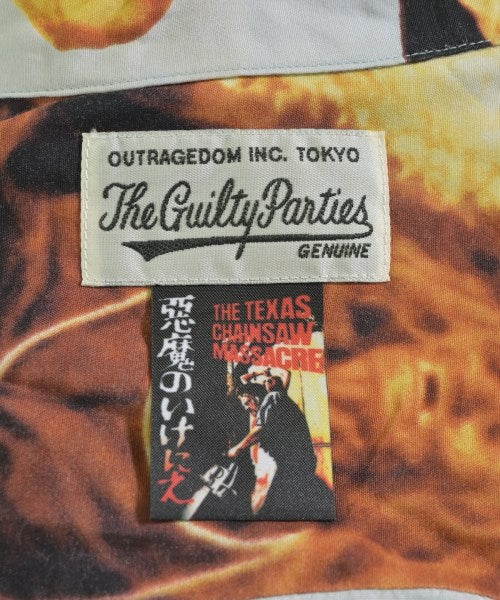 OUTRAGEDOM INC. TOKYO
The Guilty Parties
GENUINE
THE TEXAS
CHAINSAW
MASSACRE
悪魔のいけにえ